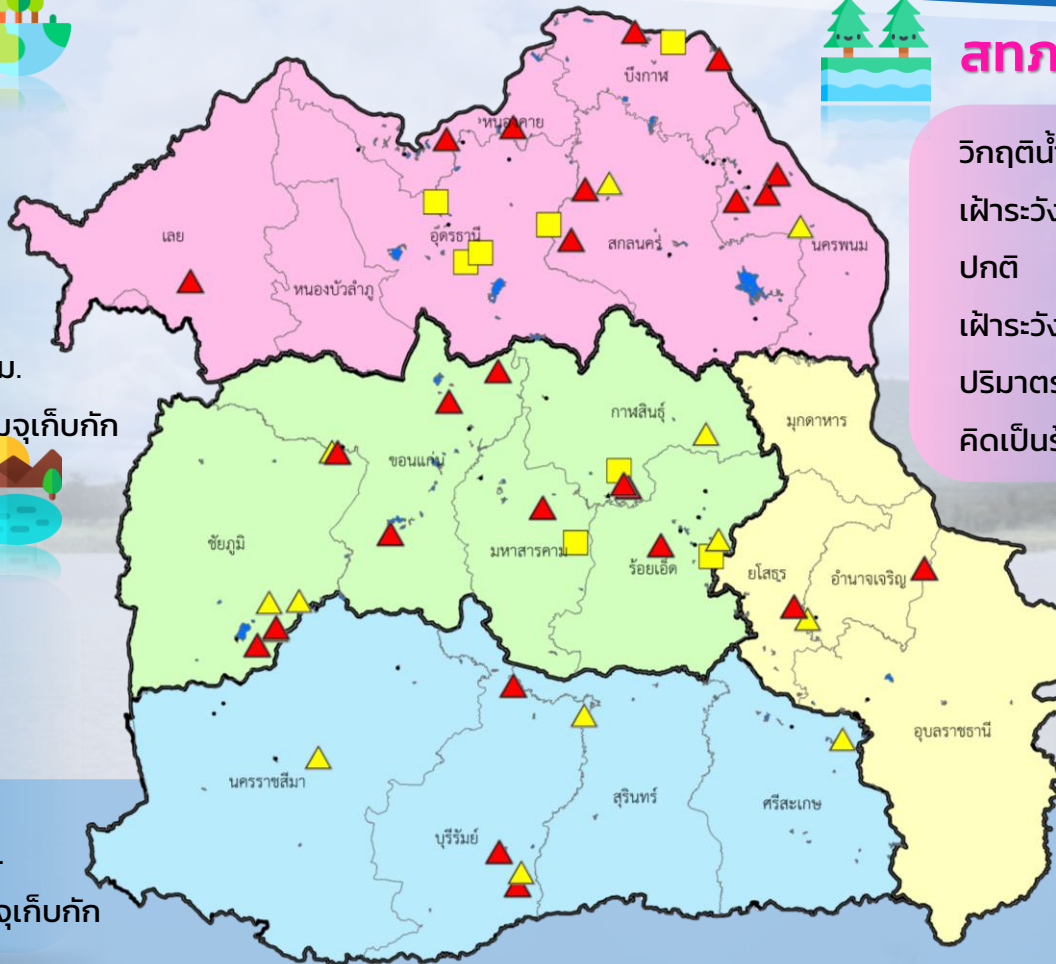 สทภ
วิกฤติน้ำ
เฝ้าระวัง
ปกติ
เฝ้าระวัง
ปริมาตร
คิดเป็นร้
ม.
มจุเก็บกัก
.
จุเก็บกัก
บึงกาฬ
หนองคาย
เลย
อุดรธานี
สกลนคร
นครพนม
หนองบัวลำภู
กาฬสินธุ์
มุกดาหาร
ขอนแก่น
ชัยภูมิ
มหาสารคาม
ร้อยเอ็ด
ยโสธร
อำนาจเจริญ
อุบลราชธานี
นครราชสีมา
สุรินทร์
ศรีสะเกษ
บุรีรัมย์